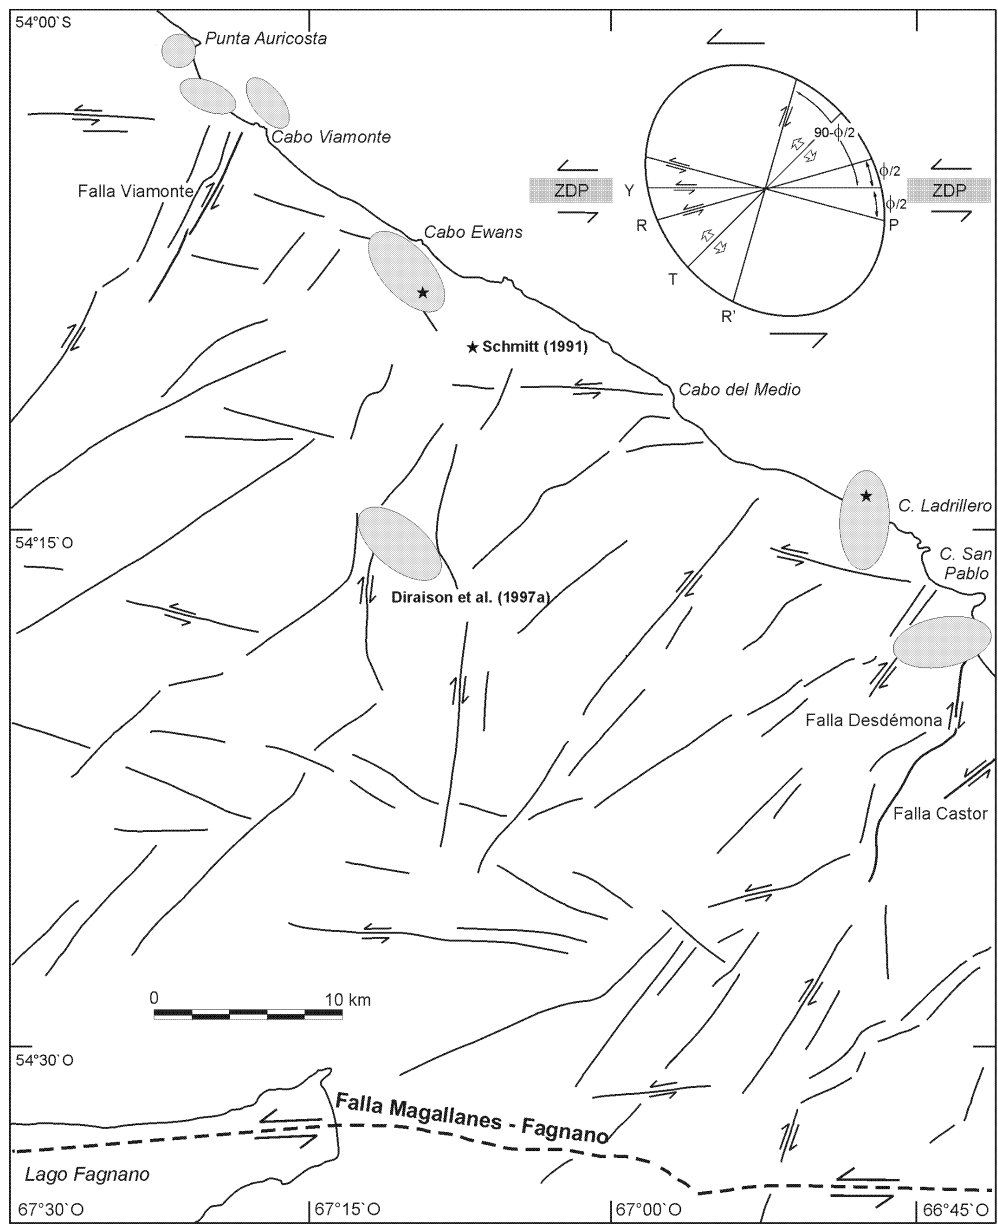 54°00`S
Punta Auricosta
Cabo Viamonte
Falla Viamonte
90-ϕ/2
ϕ/2
ZDP
Y
ZDP
ϕ/2
R
P
Cabo Ewans
T
R'
Schmitt (1991)
Cabo del Medio
C. Ladrillero
54°15`O
C. San
Pablo
Diraison et al. (1997a)
Falla Desdémona
Falla Castor
0
10 km
54°30`O
Falla Magallanes - Fagnano
Lago Fagnano
67°30`O
67°15`O
67°00`O
66°45`O